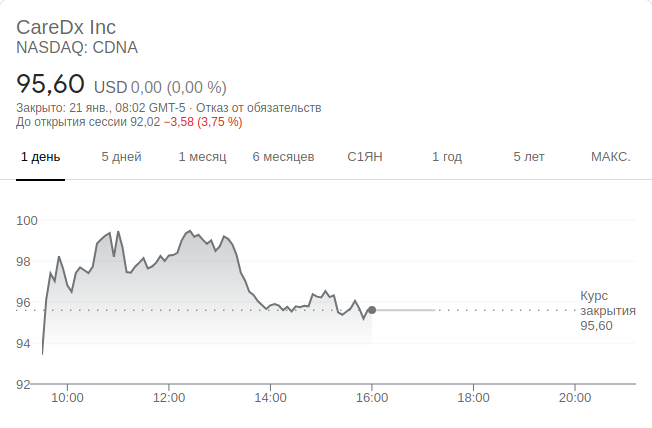 CareDx Inc
NASDAQ: CDNA
95,60 USD 0,00 (0,00 %)
Закрыто: 21 янв., 08:02 GMT-5 · Отказ от обязательств
До открытия сессии 92,02 −3,58 (3,75 %)
1 день 5 дней 1 месяц 6 месяцев С1ЯН 1 год 5 лет МАКС.
100
98
96
94
92
Курс
закрытия
95,60
10:00 12:00 14:00 16:00 18:00 20:00